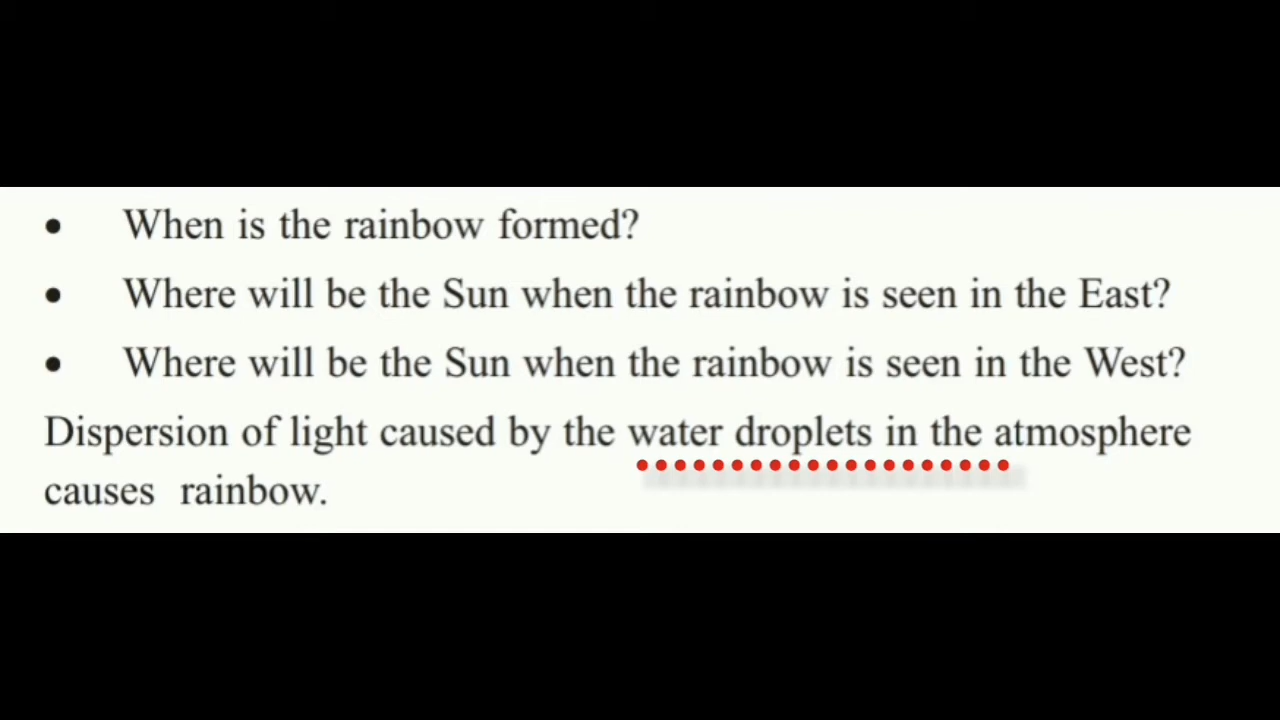 • When is the rainbow formed?
• Where will be the Sun when the rainbow is seen in the East?
• Where will be the Sun when the rainbow is seen in the West?
Dispersion of light caused by the water droplets in the atmosphere
causes rainbow.